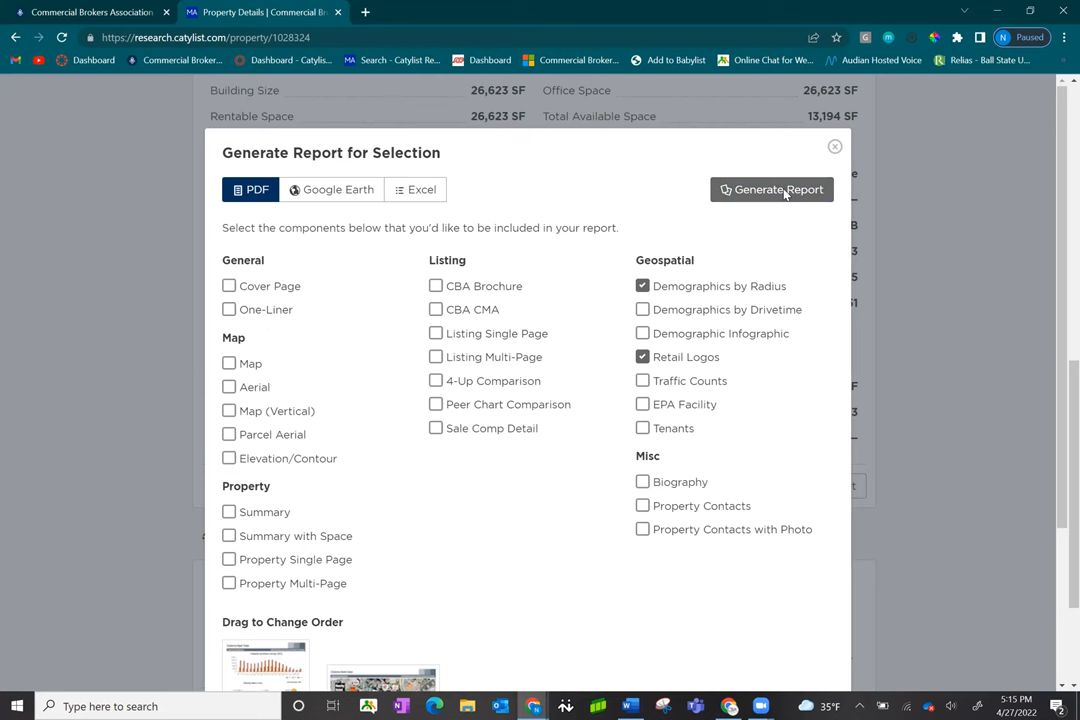 Commercial Brokers Association
Property Details | Commercial Br
https://research.catylist.com/property/1028324
Paused
Dashboard
Commercial Broker...
Dashboard - Catylis...
Search - Catylist Re...
Dashboard
Commercial Broker...
Add to Babylist
Online Chat for We...
Audian Hosted Voice
Relias - Ball State U...
Building Size 26,623 SF Office Space 26,623 SF
Rentable Space 26,623 SF Total Available Space 13,194 SF
Generate Report for Selection
PDF Google Earth Excel Generate Report
Select the components below that you'd like to be included in your report.
General
Cover Page
One-Liner
Map
Map
Aerial
Map (Vertical)
Parcel Aerial
Elevation/Contour
Property
Summary
Summary with Space
Property Single Page
Property Multi-Page
Listing
CBA Brochure
CBA CMA
Listing Single Page
Listing Multi-Page
4-Up Comparison
Peer Chart Comparison
Sale Comp Detail
Geospatial
Demographics by Radius
Demographics by Drivetime
Demographic Infographic
Retail Logos
Traffic Counts
EPA Facility
Tenants
Misc
Biography
Property Contacts
Property Contacts with Photo
Drag to Change Order
Type here to search
35°F
5:15 PM
4/27/2022